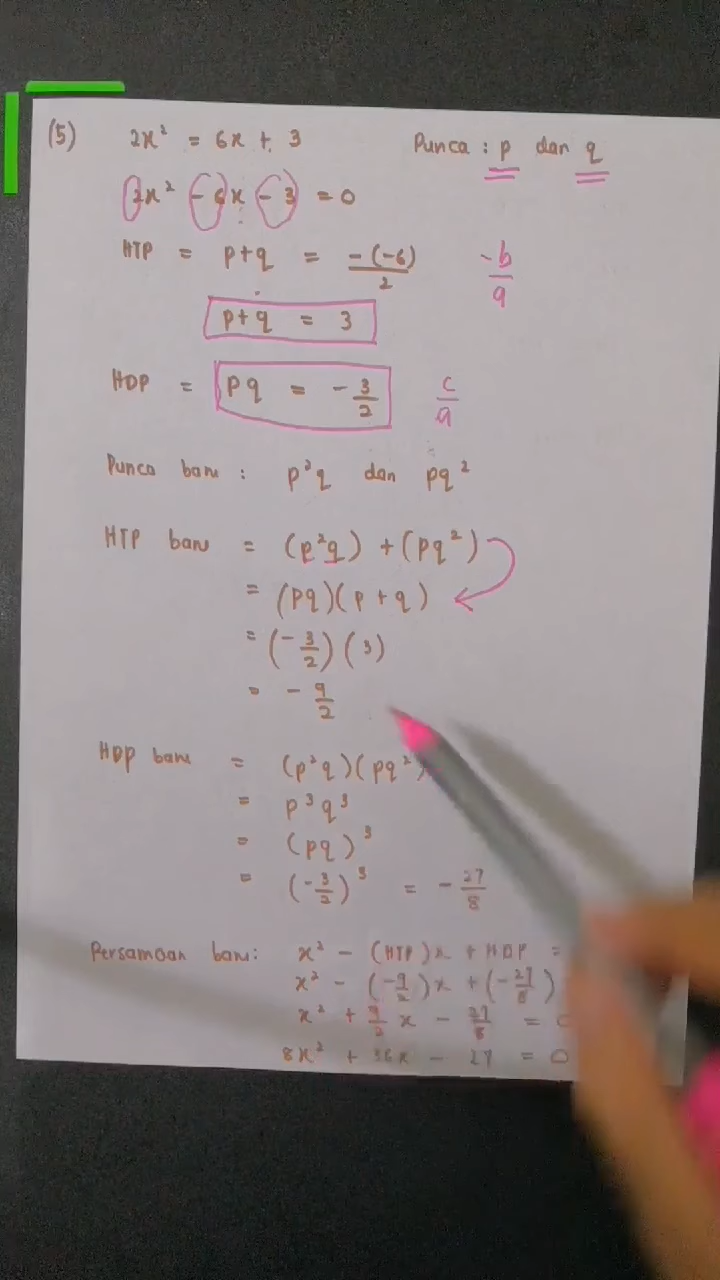 (5) 2x² = 6x + 3 Punca : p dan q
2x² - 6x - 3 = 0
HTP = p+q = -(-6)/2 -b/a
p+q = 3
HDP = pq = -3/2 c/a
Punca baru : p²q dan pq²
HTP baru = (p²q) + (pq²)
= (pq)(p + q)
= (-3/2)(3)
= -9/2
HDP baru = (p²q)(pq²)
= p³q³
= (pq)³
= (-3/2)³ = -27/8
Persamaan baru: x² - (HTP)x + HDP =
x² - (-9/2)x + (-27/8)
x² + 9/2 x - 27/8 = 0
8x² + 36x - 27 = 0